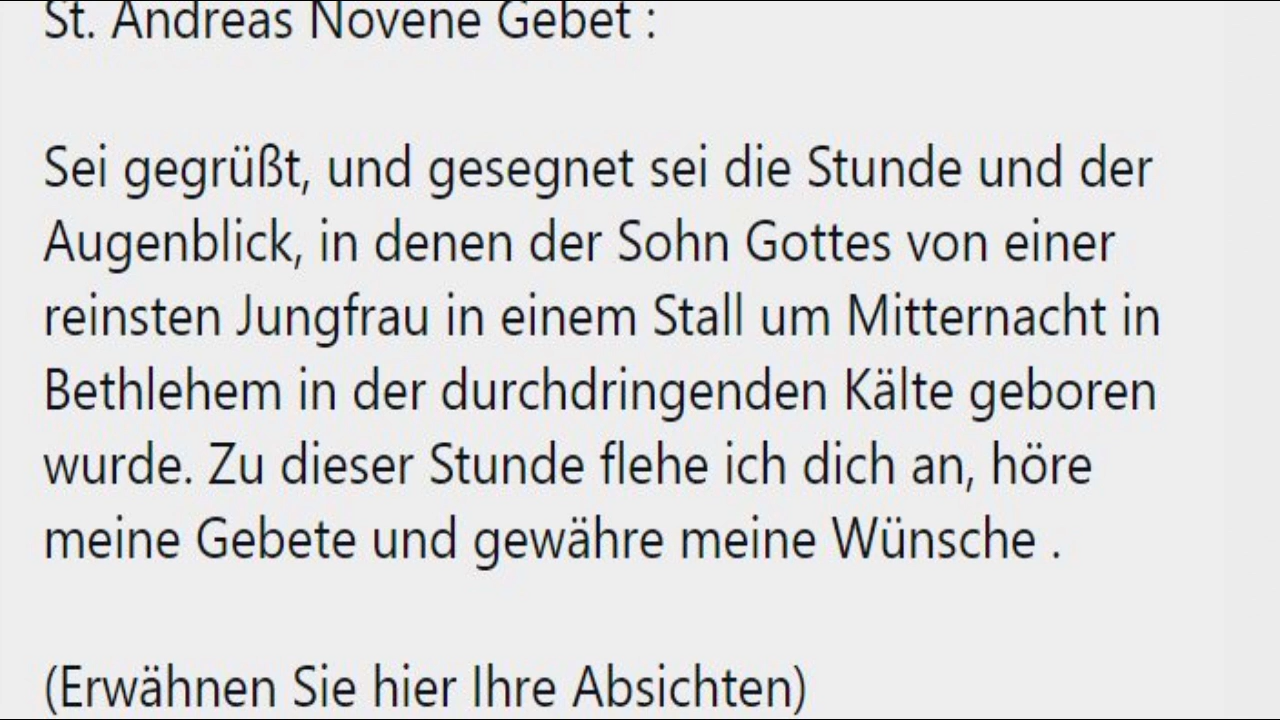 St. Andreas Novene Gebet :
Sei gegrüßt, und gesegnet sei die Stunde und der
Augenblick, in denen der Sohn Gottes von einer
reinsten Jungfrau in einem Stall um Mitternacht in
Bethlehem in der durchdringenden Kälte geboren
wurde. Zu dieser Stunde flehe ich dich an, höre
meine Gebete und gewähre meine Wünsche .
(Erwähnen Sie hier Ihre Absichten)